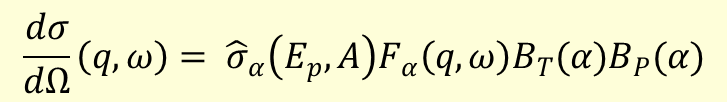 dσ/dΩ (q, ω) = σ̂_α(E_p, A)F_α(q, ω)B_T(α)B_P(α)